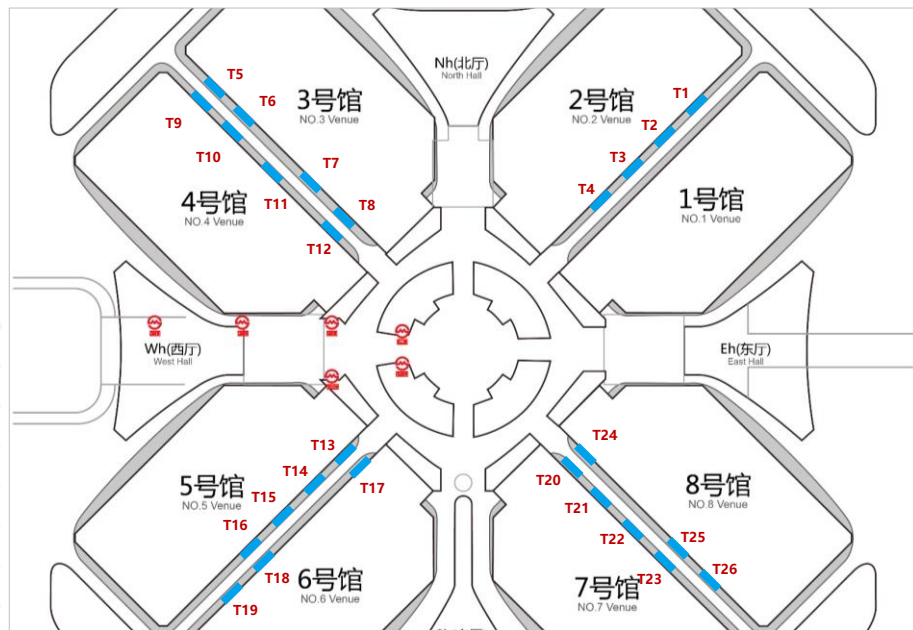 Nh(北厅)
North Hall
T5
T6
3号馆
NO.3 Venue
2号馆
NO.2 Venue
T1
T2
T3
T4
T9
T10
T7
T8
4号馆
NO.4 Venue
T11
T12
1号馆
NO.1 Venue
Wh(西厅)
West Hall
Eh(东厅)
East Hall
T13
T14
T15
T16
5号馆
NO.5 Venue
T17
T18
T19
6号馆
NO.6 Venue
T24
T20
T21
T22
T23
8号馆
NO.8 Venue
T25
T26
7号馆
NO.7 Venue